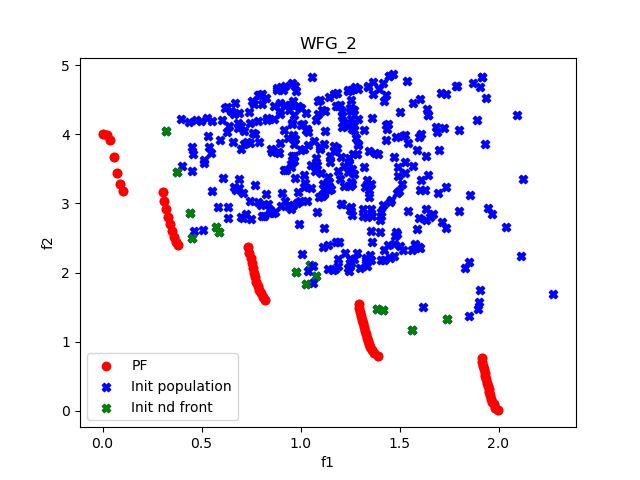 WFG_2
5
4
3
2
1
0
f2
PF
Init population
Init nd front
0.0 0.5 1.0 1.5 2.0
f1